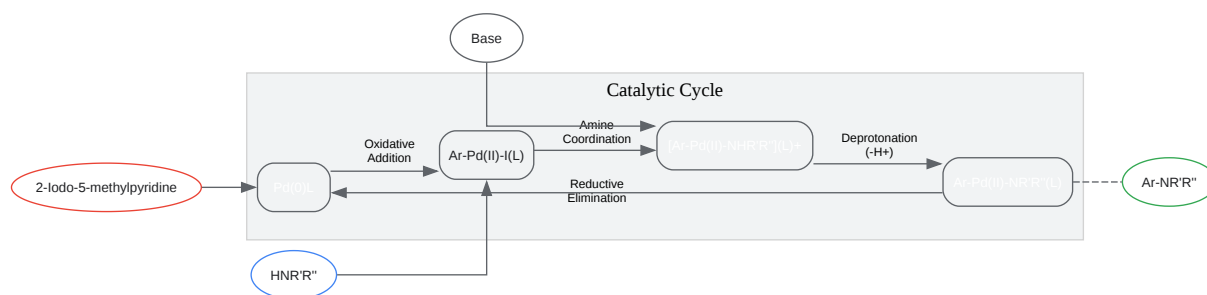 Base
Catalytic Cycle
Oxidative
Addition
Amine
Coordination
Deprotonation
(-H+)
2-Iodo-5-methylpyridine
Pd(0)L
Ar-Pd(II)-I(L)
[Ar-Pd(II)-NHR'R''](L)+
Ar-Pd(II)-NR'R''(L)
Ar-NR'R''
Reductive
Elimination
HNR'R''